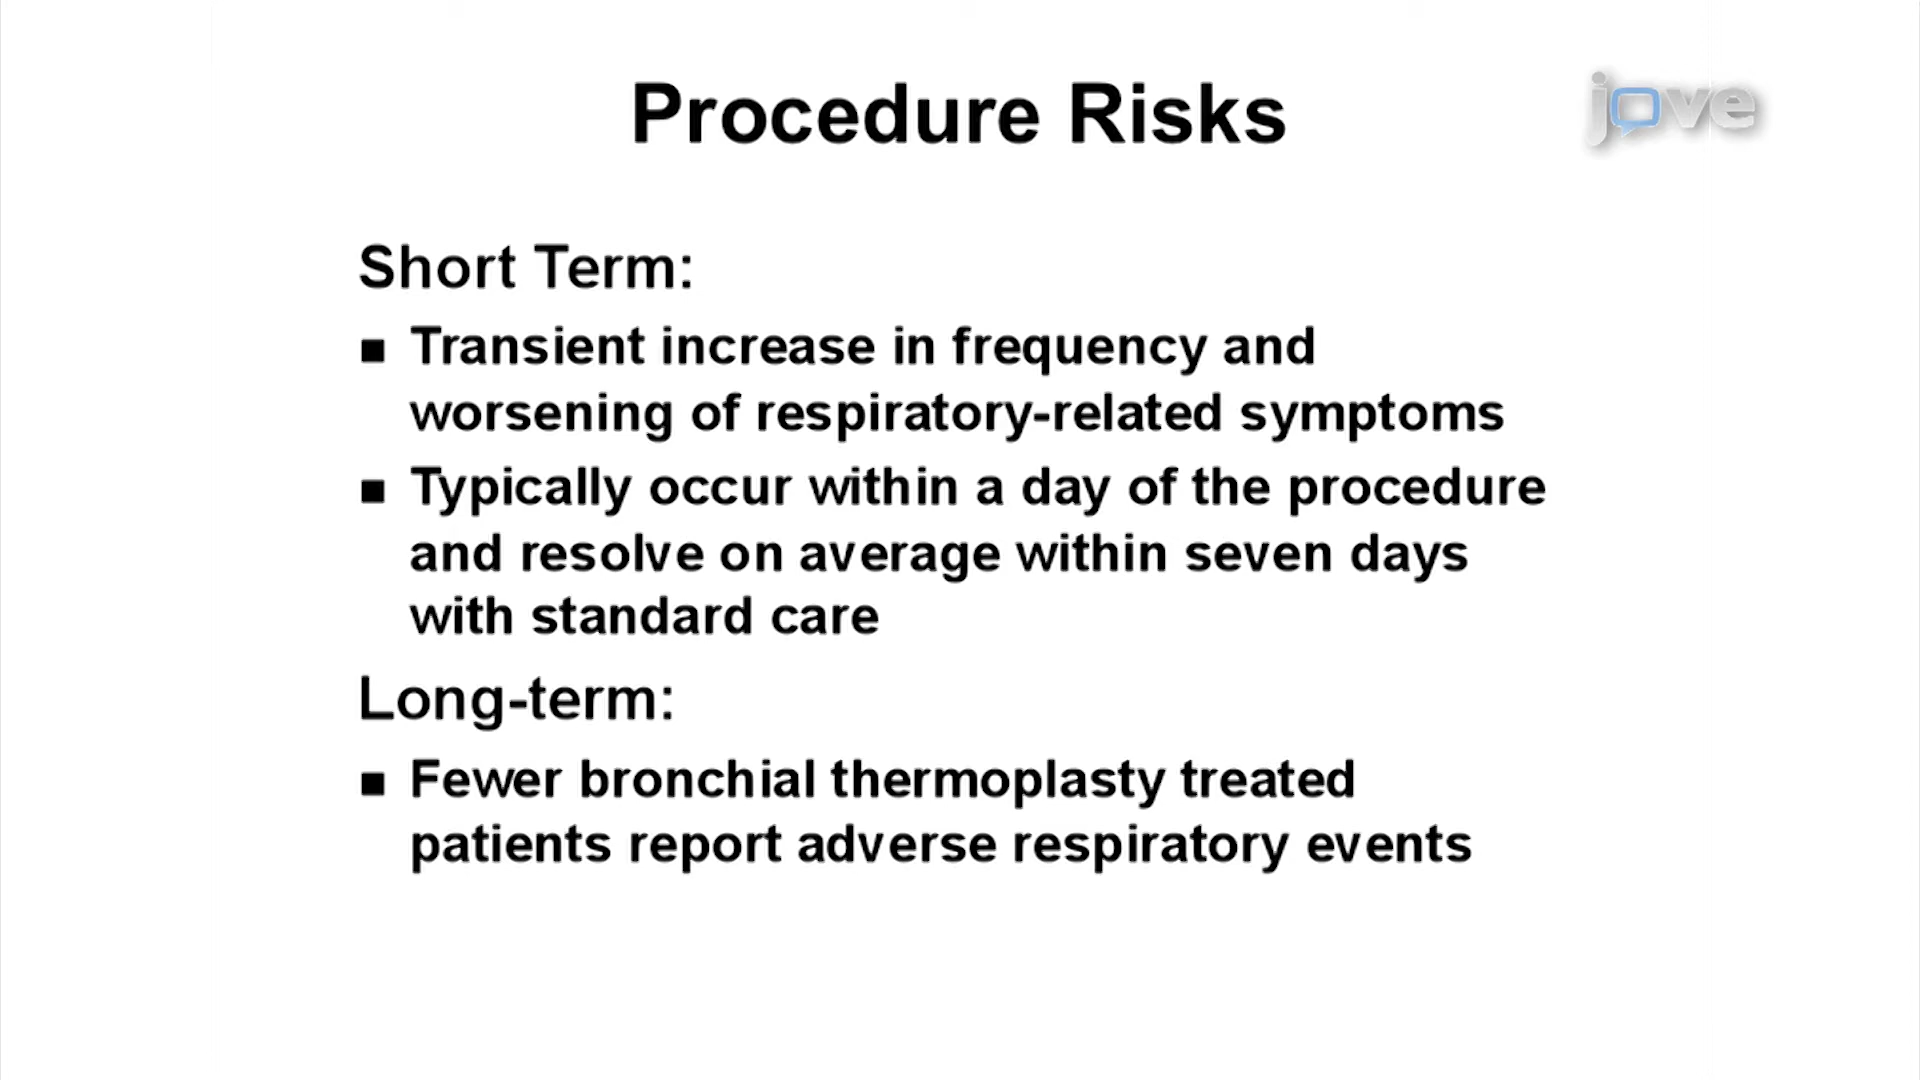 Procedure Risks
jove
Short Term:
■ Transient increase in frequency and
worsening of respiratory-related symptoms
■ Typically occur within a day of the procedure
and resolve on average within seven days
with standard care
Long-term:
■ Fewer bronchial thermoplasty treated
patients report adverse respiratory events